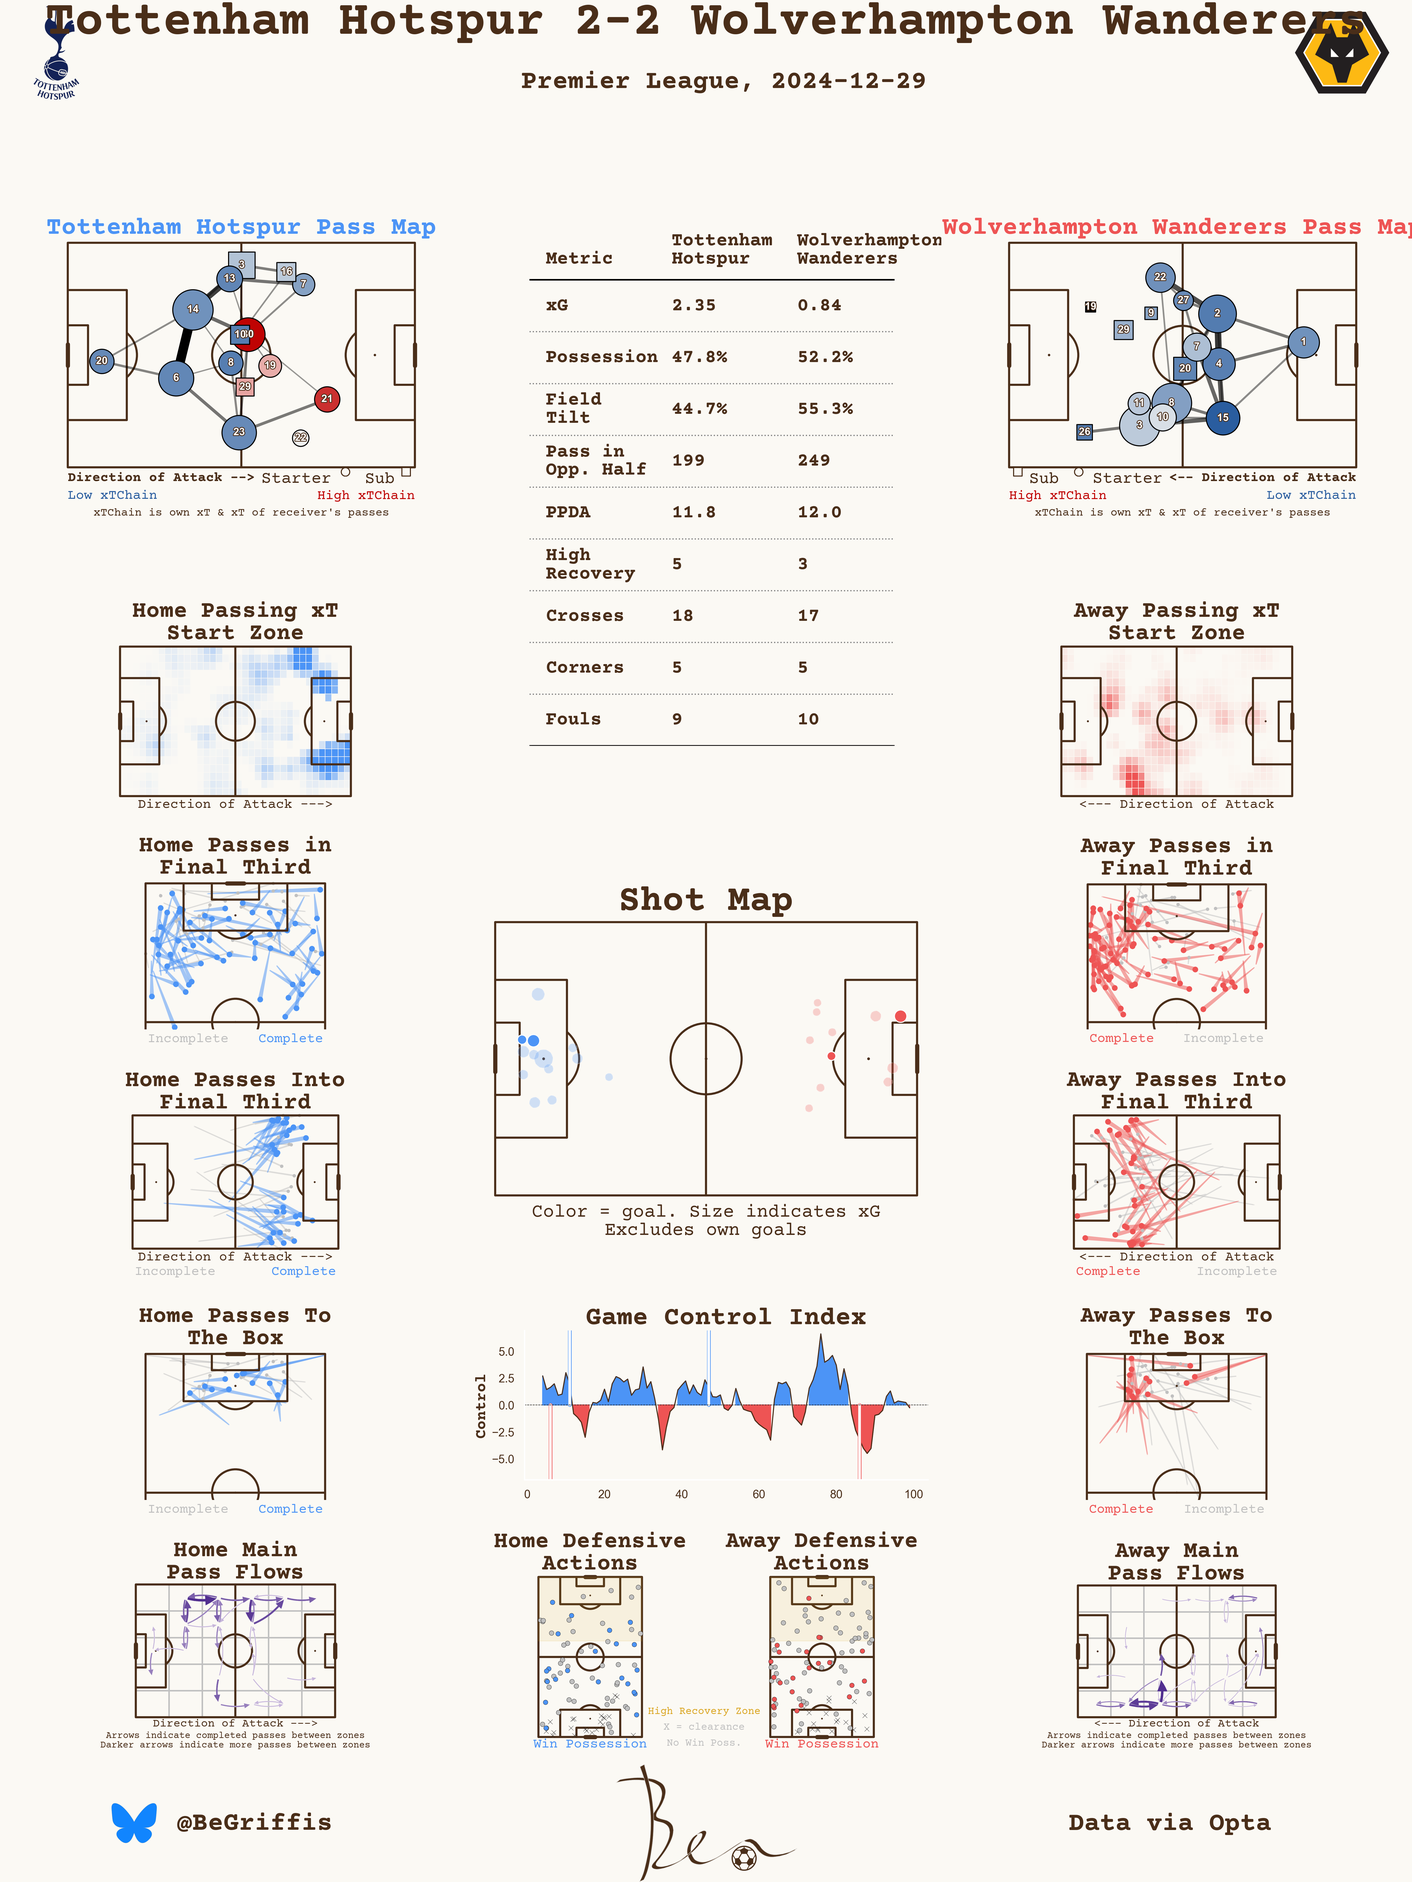 Tottenham Hotspur 2-2 Wolverhampton Wanderers
TOTTENHAM
HOTSPUR
Premier League, 2024-12-29
Tottenham Hotspur Pass Map
3
13
16
7
14
10
8
19
20
6
29
21
23
22
Direction of Attack --> Starter Sub
Low xTChain High xTChain
xTChain is own xT & xT of receiver's passes
Metric Tottenham Hotspur Wolverhampton Wanderers
xG 2.35 0.84
Possession 47.8% 52.2%
Field Tilt 44.7% 55.3%
Pass in Opp. Half 199 249
PPDA 11.8 12.0
High Recovery 5 3
Crosses 18 17
Corners 5 5
Fouls 9 10
Wolverhampton Wanderers Pass Map
22
27
19
9
2
29
7
1
20
4
11
8
10
3
15
26
Sub Starter <-- Direction of Attack
High xTChain Low xTChain
xTChain is own xT & xT of receiver's passes
Home Passing xT
Start Zone
Direction of Attack --->
Away Passing xT
Start Zone
<--- Direction of Attack
Home Passes in
Final Third
Incomplete Complete
Away Passes in
Final Third
Complete Incomplete
Shot Map
Color = goal. Size indicates xG
Excludes own goals
Home Passes Into
Final Third
Direction of Attack --->
Incomplete Complete
Away Passes Into
Final Third
<--- Direction of Attack
Complete Incomplete
Home Passes To
The Box
Incomplete Complete
Game Control Index
Control
5.0
2.5
0.0
−2.5
−5.0
0 20 40 60 80 100
Away Passes To
The Box
Complete Incomplete
Home Main
Pass Flows
Direction of Attack --->
Arrows indicate completed passes between zones
Darker arrows indicate more passes between zones
Home Defensive
Actions
Win Possession
High Recovery Zone
X = clearance
No Win Poss.
Away Defensive
Actions
Win Possession
Away Main
Pass Flows
<--- Direction of Attack
Arrows indicate completed passes between zones
Darker arrows indicate more passes between zones
@BeGriffis
Ben
Data via Opta